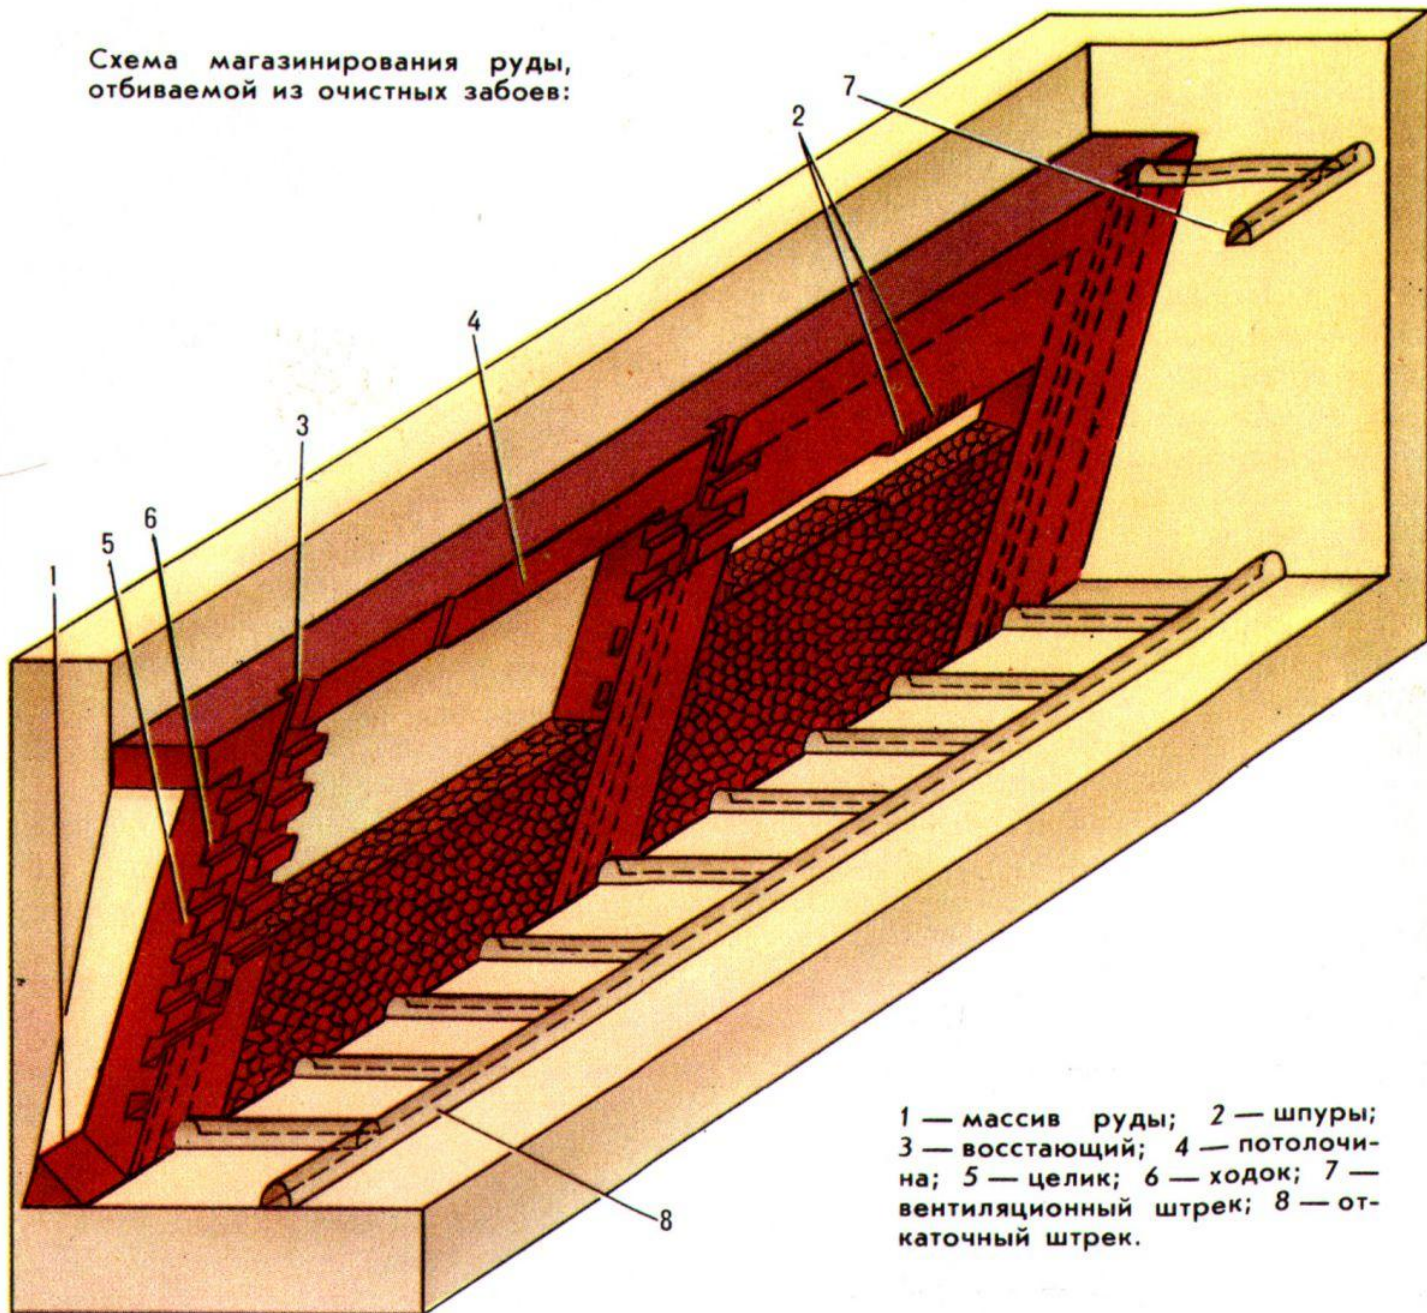 Схема магазинирования руды,
отбиваемой из очистных забоев:
7
2
4
3
6
5
1
8
1 — массив руды; 2 — шпуры;
3 — восстающий; 4 — потолочи-
на; 5 — целик; 6 — ходок; 7 —
вентиляционный штрек; 8 — от-
каточный штрек.